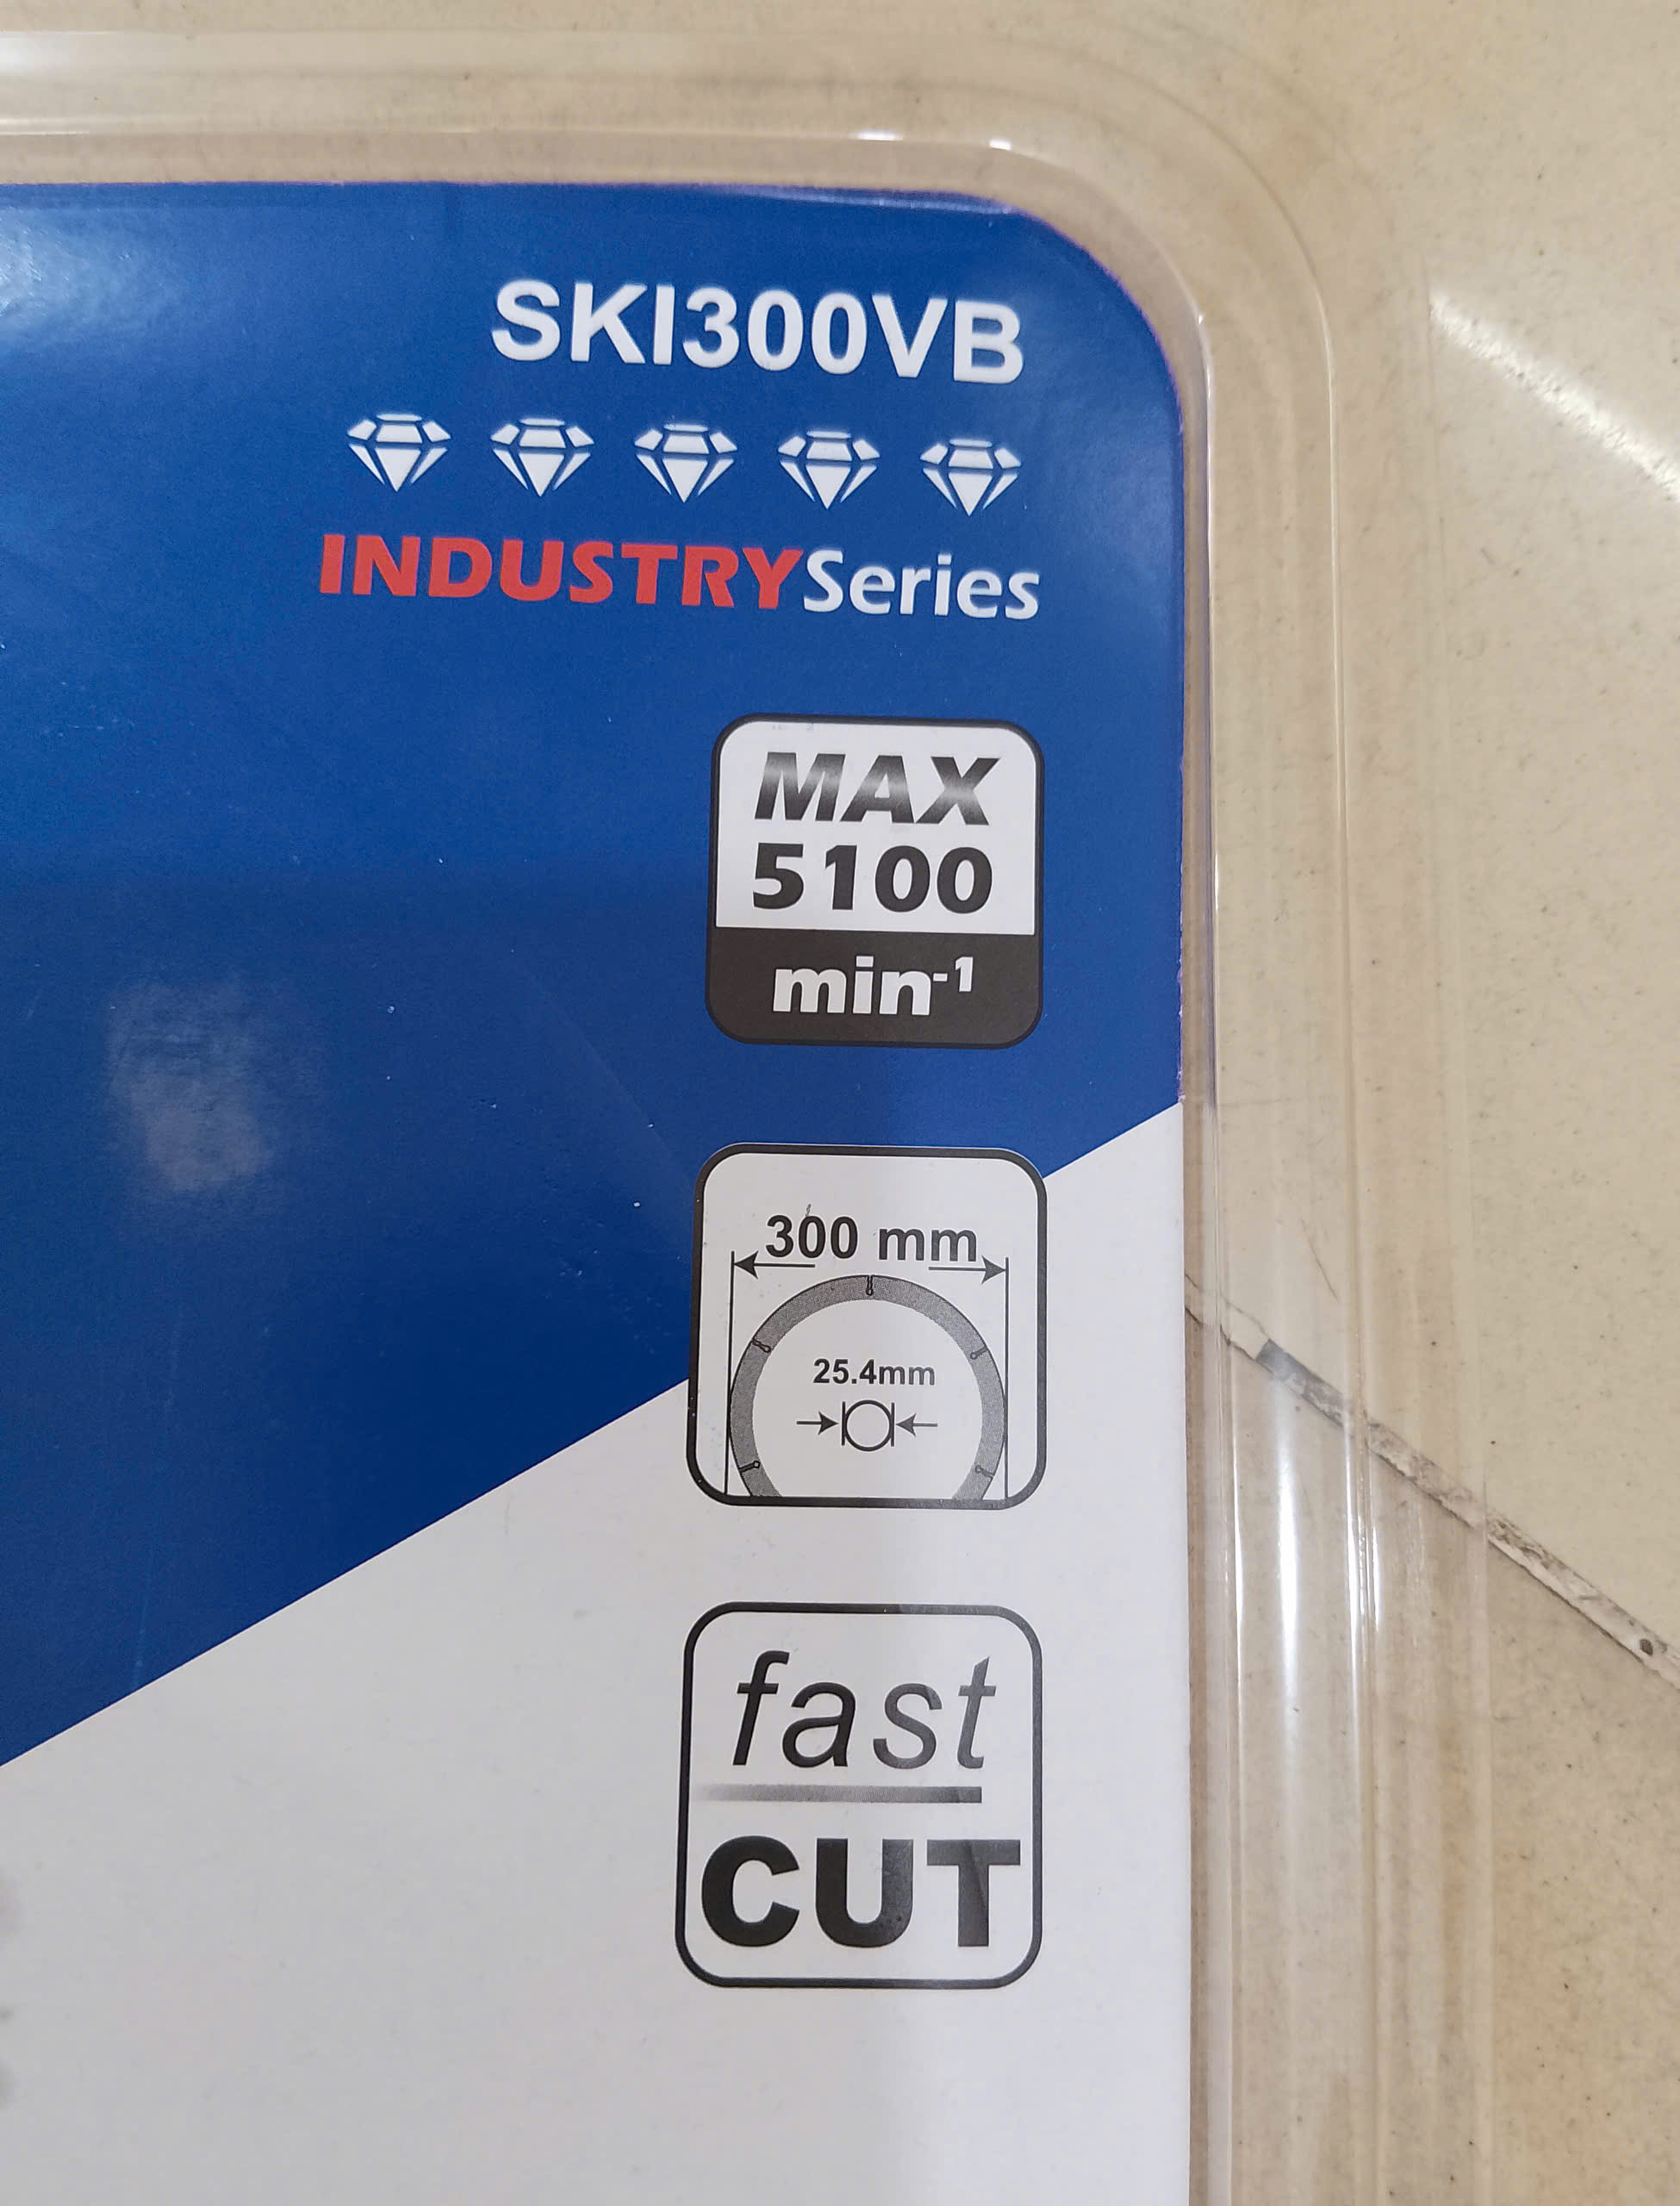 SKI300VB
INDUSTRYSeries
MAX
5100
min⁻¹
300 mm
25.4mm
fast
CUT